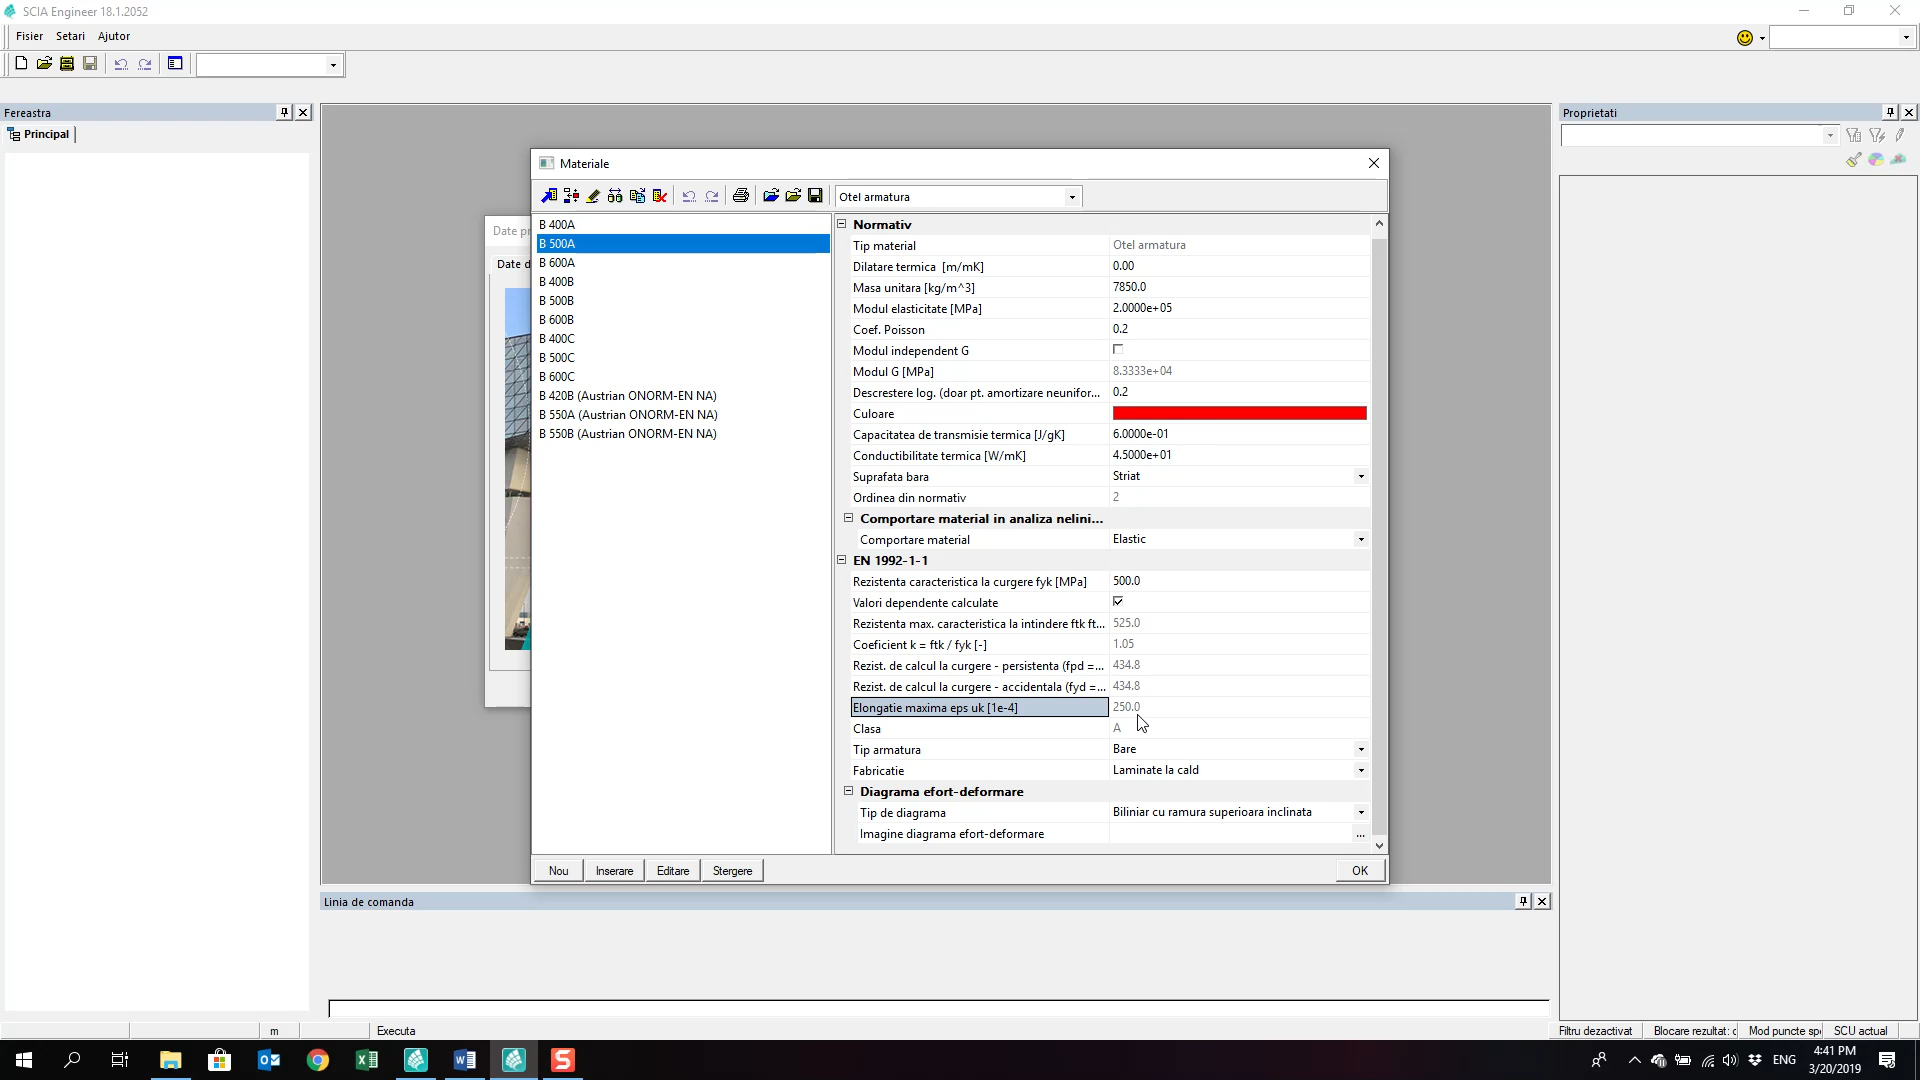 SCIA Engineer 18.1.2052
Fisier Setari Ajutor
Fereastra
Principal
Proprietati
Date p
Date d
Materiale
Otel armatura
B 400A
B 500A
B 600A
B 400B
B 500B
B 600B
B 400C
B 500C
B 600C
B 420B (Austrian ONORM-EN NA)
B 550A (Austrian ONORM-EN NA)
B 550B (Austrian ONORM-EN NA)
Normativ
Tip material Otel armatura
Dilatare termica [m/mK] 0.00
Masa unitara [kg/m^3] 7850.0
Modul elasticitate [MPa] 2.0000e+05
Coef. Poisson 0.2
Modul independent G
Modul G [MPa] 8.3333e+04
Descrestere log. (doar pt. amortizare neunifor... 0.2
Culoare
Capacitatea de transmisie termica [J/gK] 6.0000e-01
Conductibilitate termica [W/mK] 4.5000e+01
Suprafata bara Striat
Ordinea din normativ 2
Comportare material in analiza nelini...
Comportare material Elastic
EN 1992-1-1
Rezistenta caracteristica la curgere fyk [MPa] 500.0
Valori dependente calculate
Rezistenta max. caracteristica la intindere ftk ft... 525.0
Coeficient k = ftk / fyk [-] 1.05
Rezist. de calcul la curgere - persistenta (fpd =... 434.8
Rezist. de calcul la curgere - accidentala (fyd =... 434.8
Elongatie maxima eps uk [1e-4] 250.0
Clasa A
Tip armatura Bare
Fabricatie Laminate la cald
Diagrama efort-deformare
Tip de diagrama Biliniar cu ramura superioara inclinata
Imagine diagrama efort-deformare ...
Nou Inserare Editare Stergere OK
Linia de comanda
m Executa Filtru dezactivat Blocare rezultat: c Mod puncte sp SCU actual
ENG 4:41 PM
3/20/2019